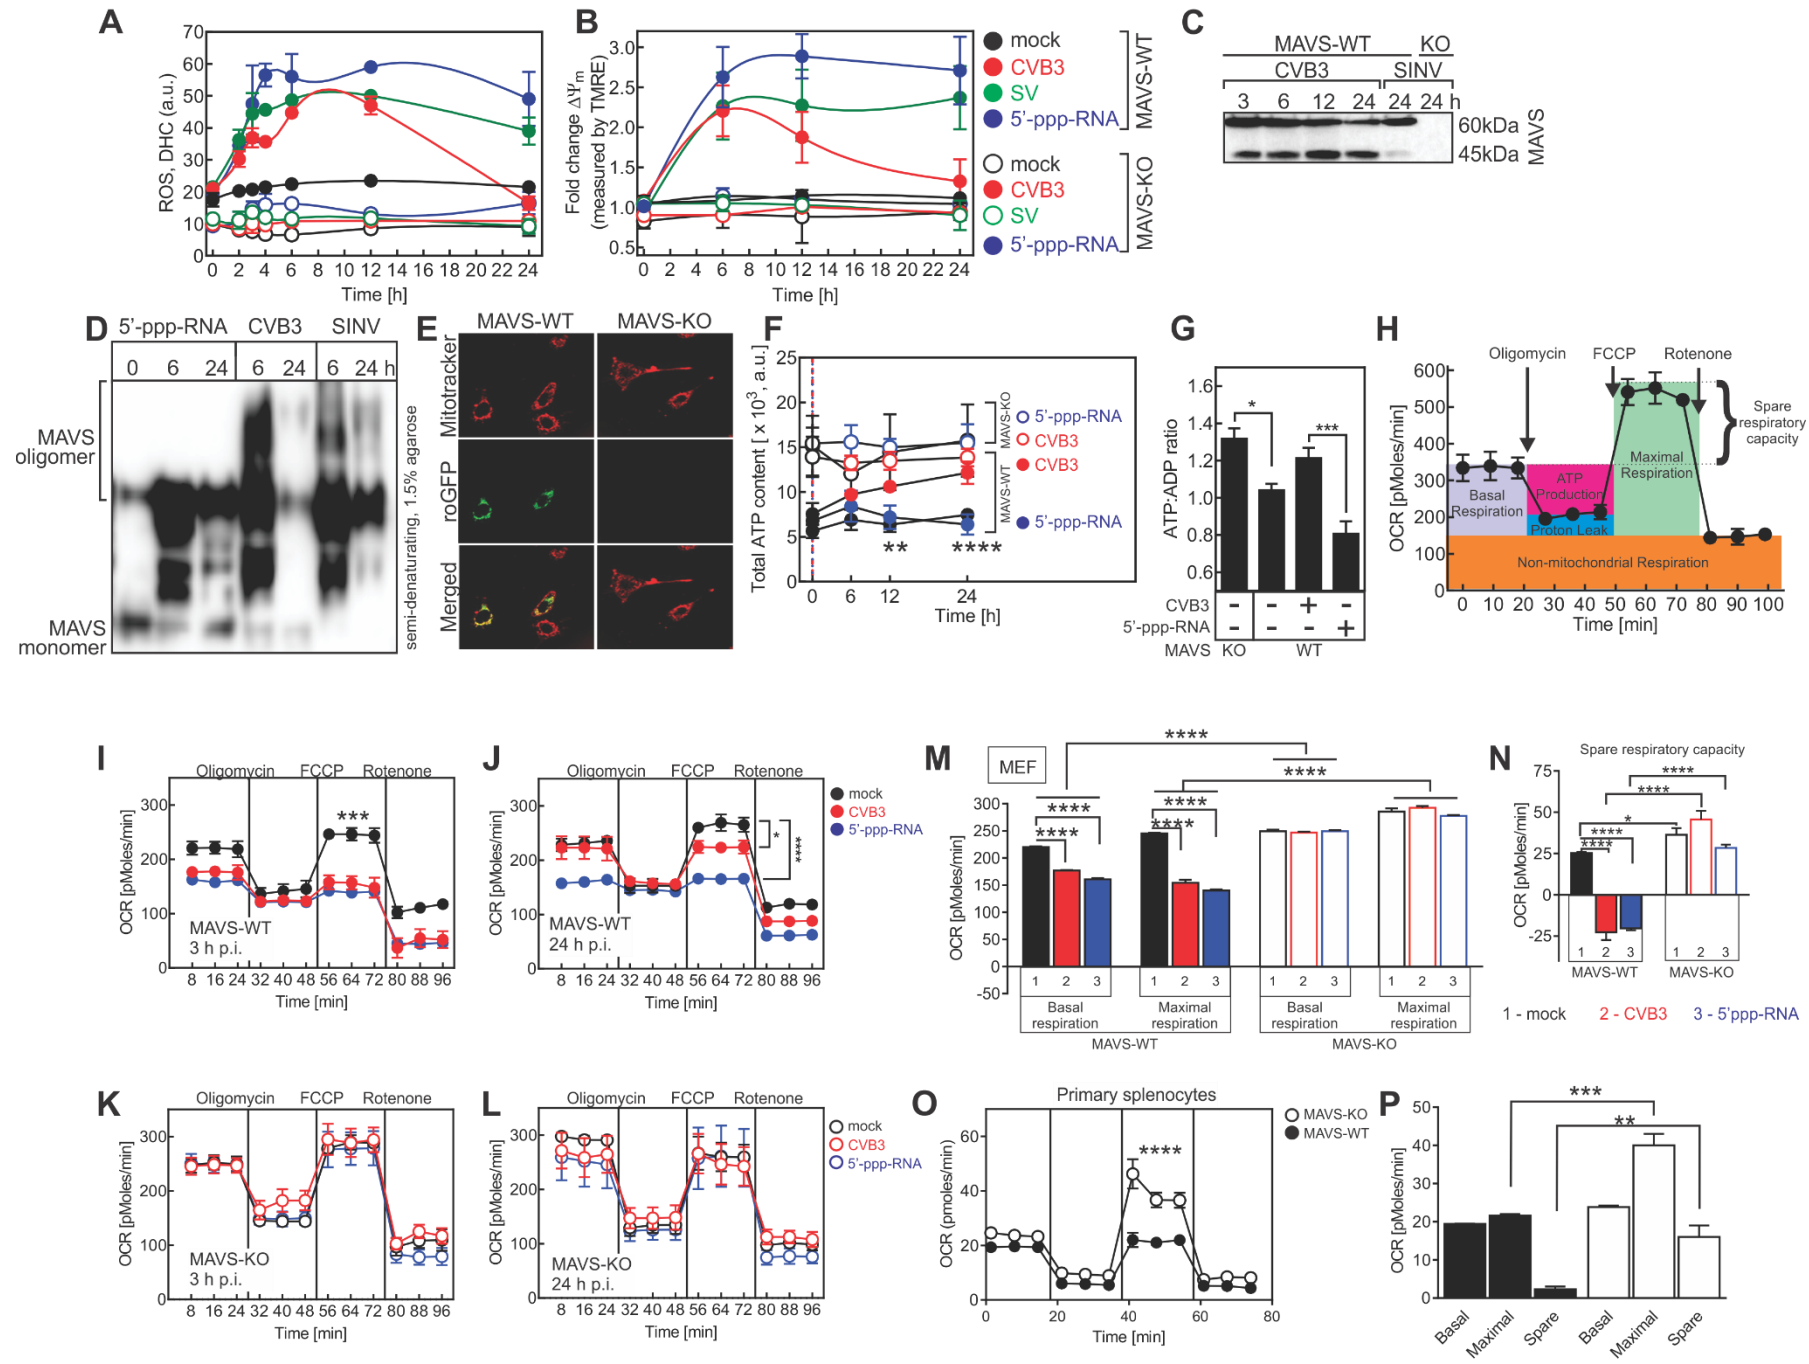 A
ROS, DHC (a.u.)
70
60
50
40
30
20
10
0
0 2 4 6 8 10 12 14 16 18 20 22 24
Time [h]
B
Fold change ΔΨm
(measured by TMRE)
3.0
2.5
2.0
1.5
1.0
0.5
0 2 4 6 8 10 12 14 16 18 20 22 24
Time [h]
mock
CVB3
SV
5'-ppp-RNA
MAVS-WT
mock
CVB3
SV
5'-ppp-RNA
MAVS-KO
C
MAVS-WT KO
CVB3 SINV
3 6 12 24 24 24 h
60kDa
45kDa
MAVS
D
5'-ppp-RNA CVB3 SINV
0 6 24 6 24 6 24 h
MAVS
oligomer
MAVS
monomer
semi-denaturating, 1.5% agarose
E
MAVS-WT MAVS-KO
Mitotracker
roGFP
Merged
F
Total ATP content [ x 10³, a.u.]
25
20
15
10
5
0
0 6 12 24
Time [h]
** ****
5'-ppp-RNA
CVB3
MAVS-KO
CVB3
5'-ppp-RNA
MAVS-WT
G
ATP:ADP ratio
1.6
1.4
1.2
1.0
0.8
0.6
* ***
CVB3 - - + -
5'-ppp-RNA - - - +
MAVS KO WT
H
Oligomycin FCCP Rotenone
OCR [pMoles/min]
600
500
400
300
200
100
0
Basal
Respiration
ATP
Production
Proton Leak
Maximal
Respiration
Non-mitochondrial Respiration
Spare
respiratory
capacity
0 10 20 30 40 50 60 70 80 90 100
Time [min]
I
Oligomycin FCCP Rotenone
OCR [pMoles/min]
300
200
100
0
***
MAVS-WT
3 h p.i.
8 16 24 32 40 48 56 64 72 80 88 96
Time [min]
J
Oligomycin FCCP Rotenone
OCR [pMoles/min]
300
200
100
0
* ****
MAVS-WT
24 h p.i.
8 16 24 32 40 48 56 64 72 80 88 96
Time [min]
mock
CVB3
5'-ppp-RNA
M
MEF
OCR [pMoles/min]
300
250
200
150
100
50
0
-50
****
****
**** ****
**** ****
1 2 3 1 2 3 1 2 3 1 2 3
Basal
respiration
Maximal
respiration
Basal
respiration
Maximal
respiration
MAVS-WT MAVS-KO
N
Spare respiratory capacity
OCR [pMoles/min]
75
50
25
0
-25
****
****
*
****
****
1 2 3 1 2 3
MAVS-WT MAVS-KO
1 - mock 2 - CVB3 3 - 5'ppp-RNA
K
Oligomycin FCCP Rotenone
OCR [pMoles/min]
300
200
100
0
MAVS-KO
3 h p.i.
8 16 24 32 40 48 56 64 72 80 88 96
Time [min]
L
Oligomycin FCCP Rotenone
OCR [pMoles/min]
300
200
100
0
MAVS-KO
24 h p.i.
8 16 24 32 40 48 56 64 72 80 88 96
Time [min]
mock
CVB3
5'-ppp-RNA
O
Primary splenocytes
OCR (pmoles/min)
60
40
20
0
****
0 20 40 60 80
Time [min]
MAVS-KO
MAVS-WT
P
OCR [pMoles/min]
50
40
30
20
10
0
***
**
Basal Maximal Spare Basal Maximal Spare